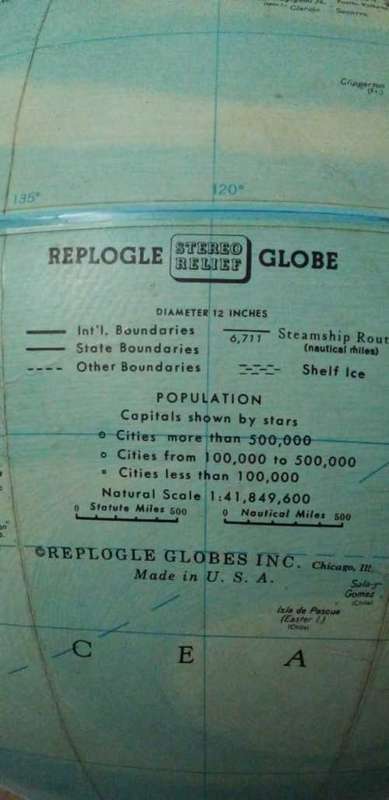 Clarión
Socorro
Clipperton
(Fr.)
135°
120°
REPLOGLE STEREO RELIEF GLOBE
DIAMETER 12 INCHES
Int'l. Boundaries
6,711 Steamship Rout
(nautical miles)
State Boundaries
Other Boundaries
Shelf Ice
POPULATION
Capitals shown by stars
Cities more than 500,000
Cities from 100,000 to 500,000
Cities less than 100,000
Natural Scale 1:41,849,600
0 Statute Miles 500
0 Nautical Miles 500
©REPLOGLE GLOBES INC. Chicago, Ill.
Made in U. S. A.
Sala-y-
Gomez
(Chile)
Isla de Pascua
(Easter I.)
(Chile)
C E A